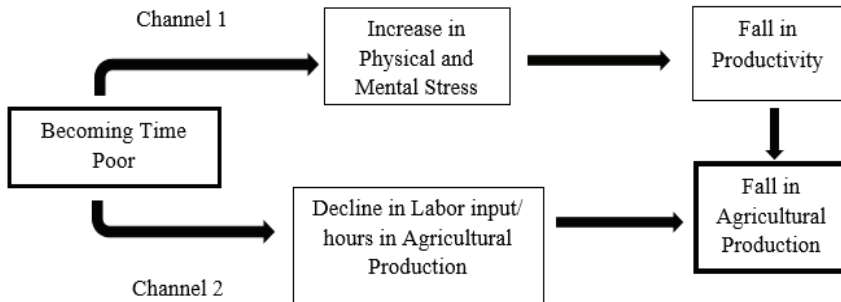 Channel 1
Increase in
Physical and
Mental Stress
Fall in
Productivity
Becoming Time
Poor
Decline in Labor input/
hours in Agricultural
Production
Fall in
Agricultural
Production
Channel 2